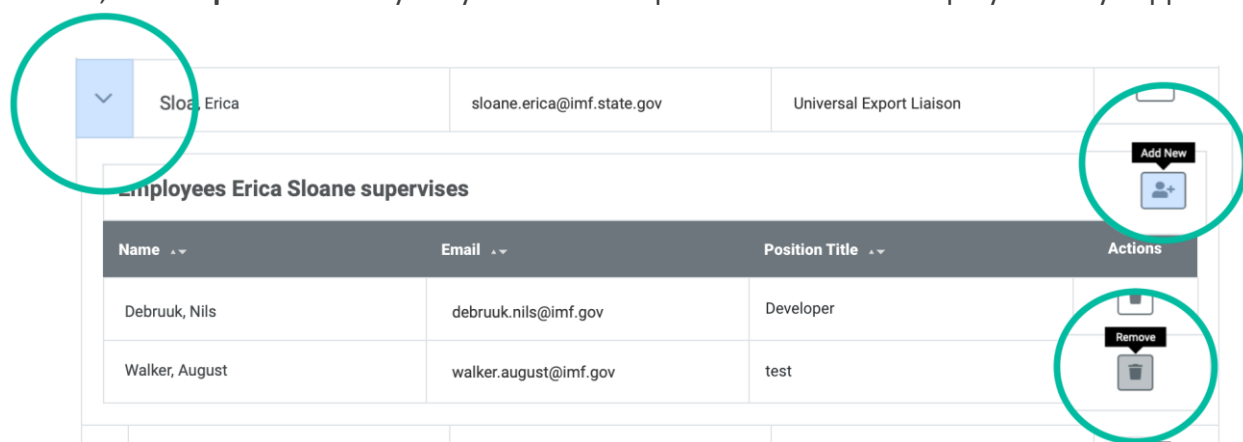 Sloa, Erica sloane.erica@imf.state.gov Universal Export Liaison
Add New
Employees Erica Sloane supervises
Name Email Position Title Actions
Debruuk, Nils debruuk.nils@imf.gov Developer
Remove
Walker, August walker.august@imf.gov test